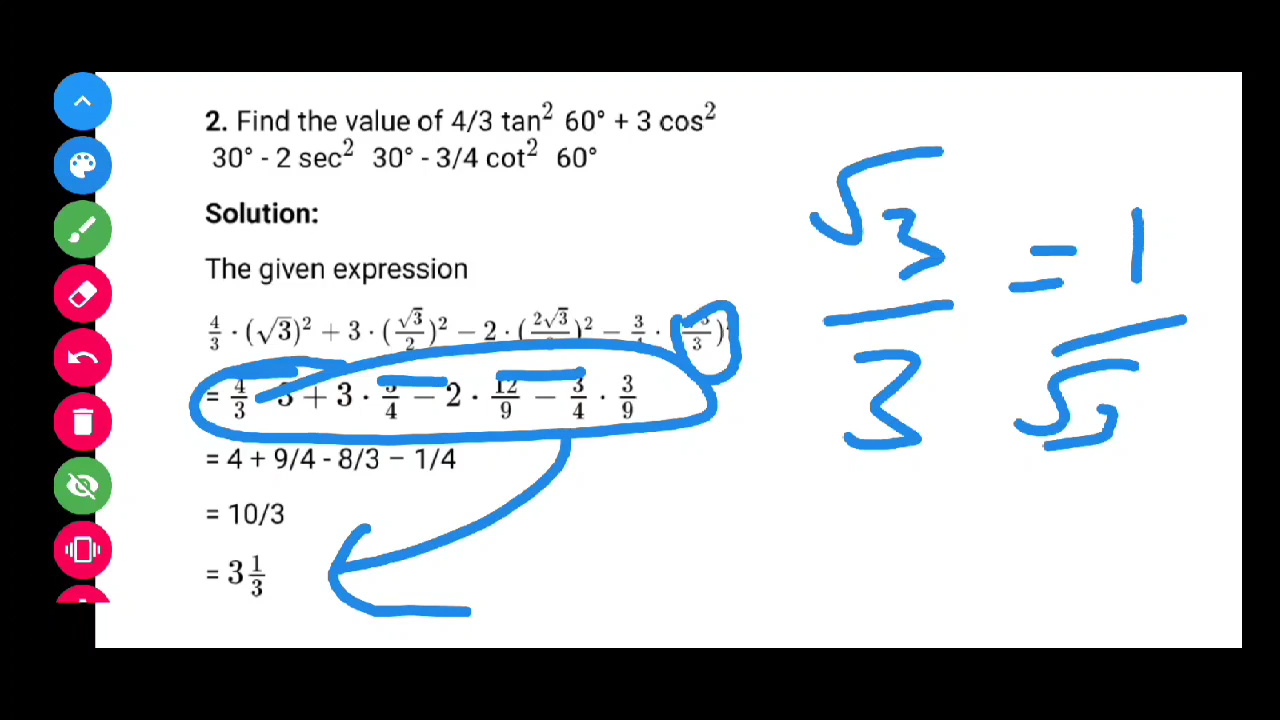 2. Find the value of 4/3 tan² 60° + 3 cos²
30° - 2 sec² 30° - 3/4 cot² 60°
Solution:
The given expression
4/3 · (√3)² + 3 · (√3/2)² − 2 · (2√3/)² − 3/ · (/3)
= 4/3 3 + 3 · /4 − 2 · 12/9 − 3/4 · 3/9
= 4 + 9/4 - 8/3 − 1/4
= 10/3
= 3 1/3
√3/3 = 1/√3